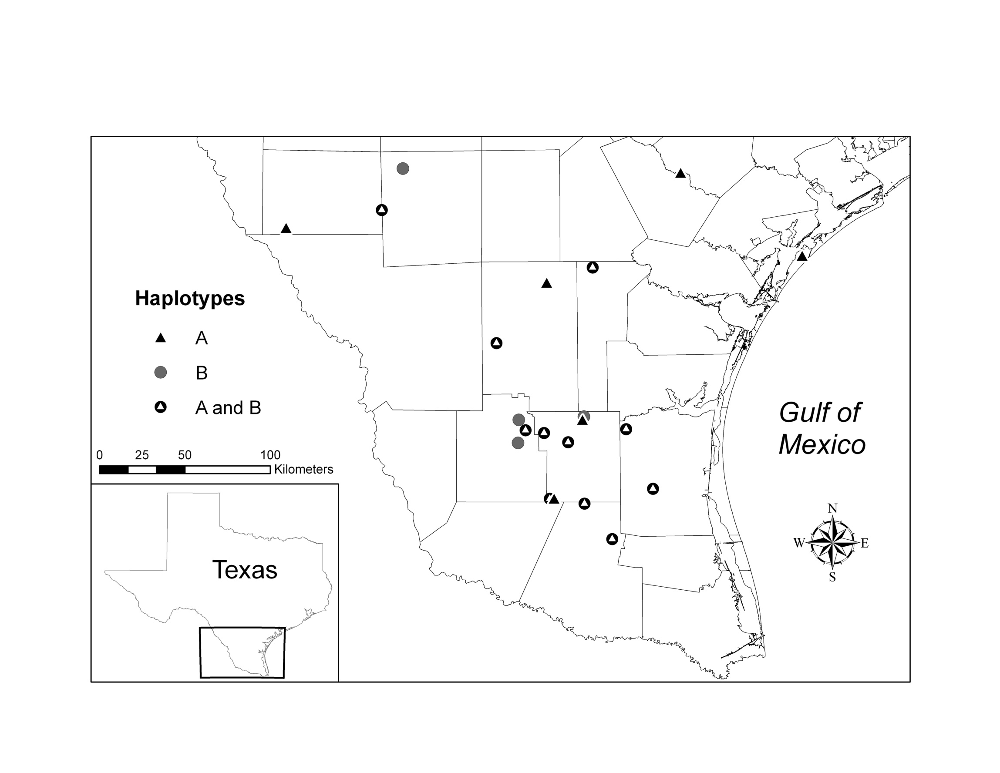 Haplotypes
A
B
A and B
0 25 50 100
Kilometers
Texas
Gulf of
Mexico
N
W E
S